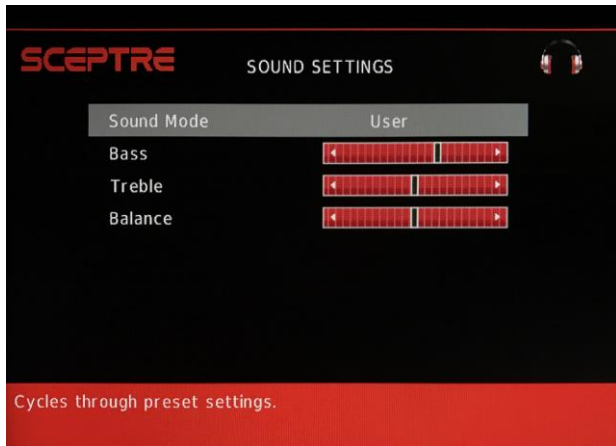 SCEPTRE
SOUND SETTINGS
Sound Mode User
Bass
Treble
Balance
Cycles through preset settings.